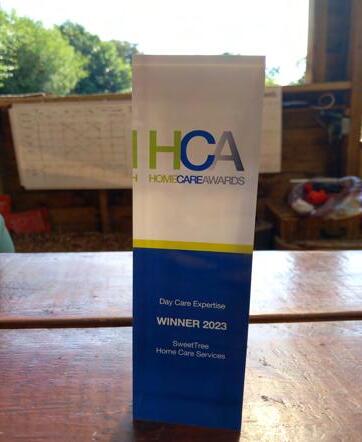 HCA
HOMECAREAWARDS
Day Care Expertise
WINNER 2023
SweetTree
Home Care Services